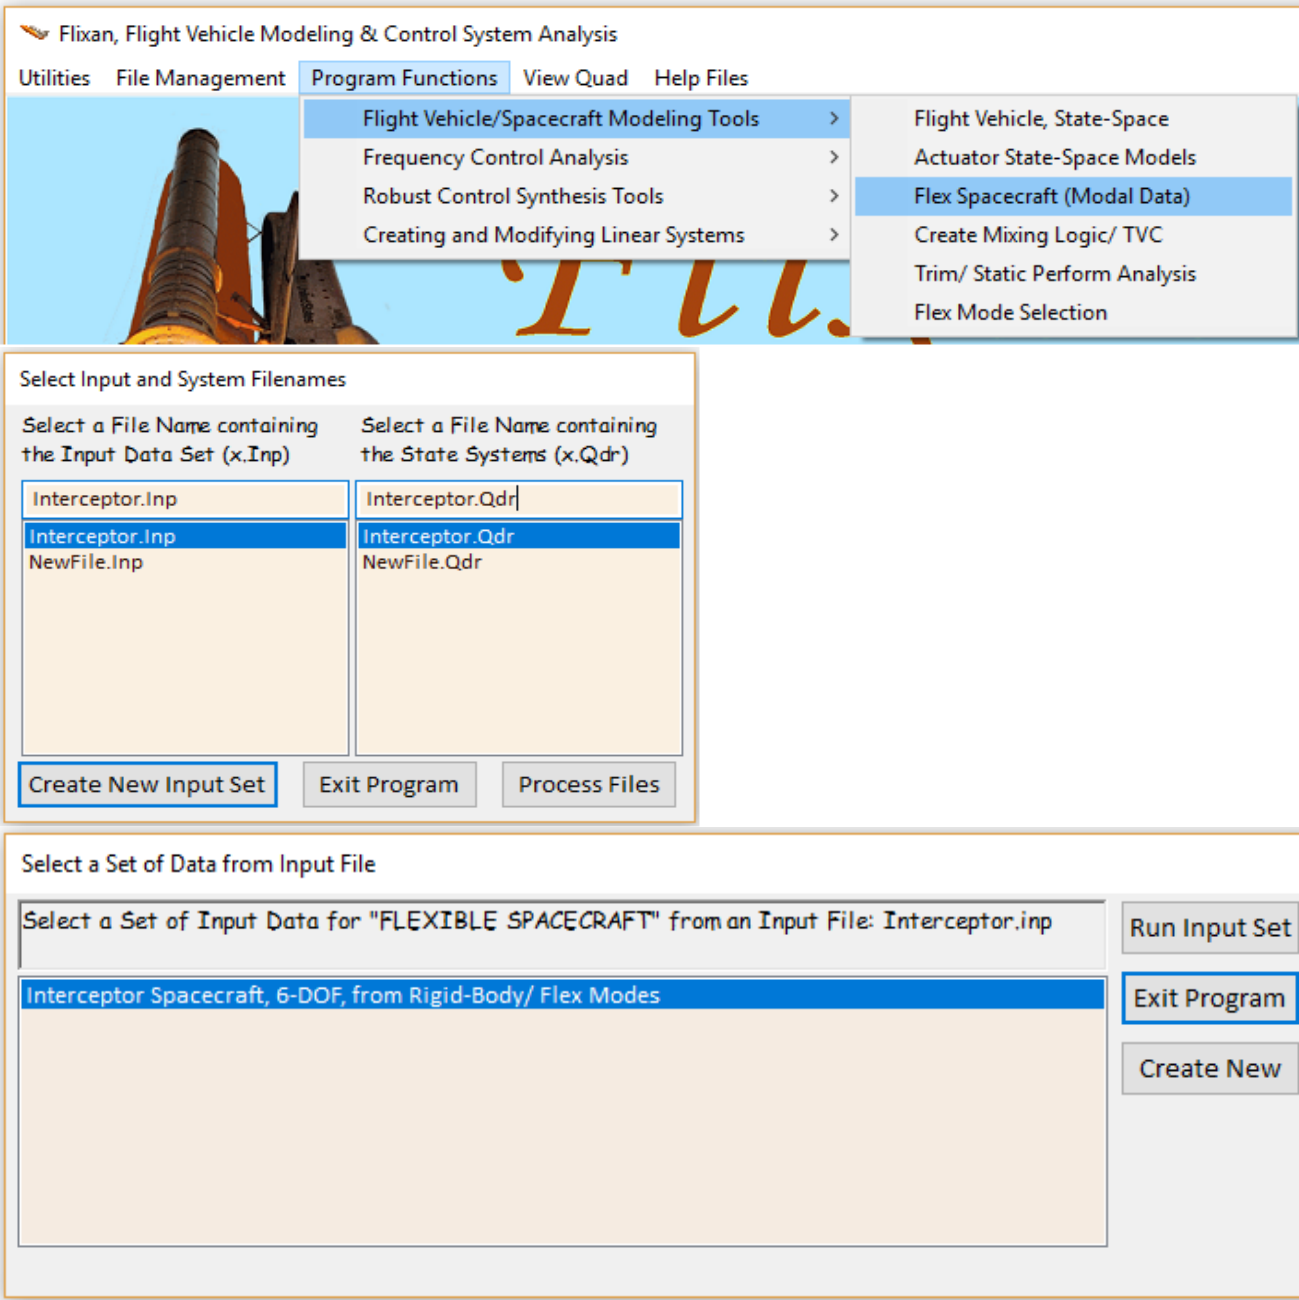 Flixan, Flight Vehicle Modeling & Control System Analysis
Utilities File Management Program Functions View Quad Help Files
Flight Vehicle/Spacecraft Modeling Tools >
Frequency Control Analysis >
Robust Control Synthesis Tools >
Creating and Modifying Linear Systems >
Flight Vehicle, State-Space
Actuator State-Space Models
Flex Spacecraft (Modal Data)
Create Mixing Logic/ TVC
Trim/ Static Perform Analysis
Flex Mode Selection
Select Input and System Filenames
Select a File Name containing
the Input Data Set (x.Inp)
Select a File Name containing
the State Systems (x.Qdr)
Interceptor.Inp
Interceptor.Qdr
Interceptor.Inp
NewFile.Inp
Interceptor.Qdr
NewFile.Qdr
Create New Input Set Exit Program Process Files
Select a Set of Data from Input File
Select a Set of Input Data for "FLEXIBLE SPACECRAFT" from an Input File: Interceptor.inp
Interceptor Spacecraft, 6-DOF, from Rigid-Body/ Flex Modes
Run Input Set
Exit Program
Create New